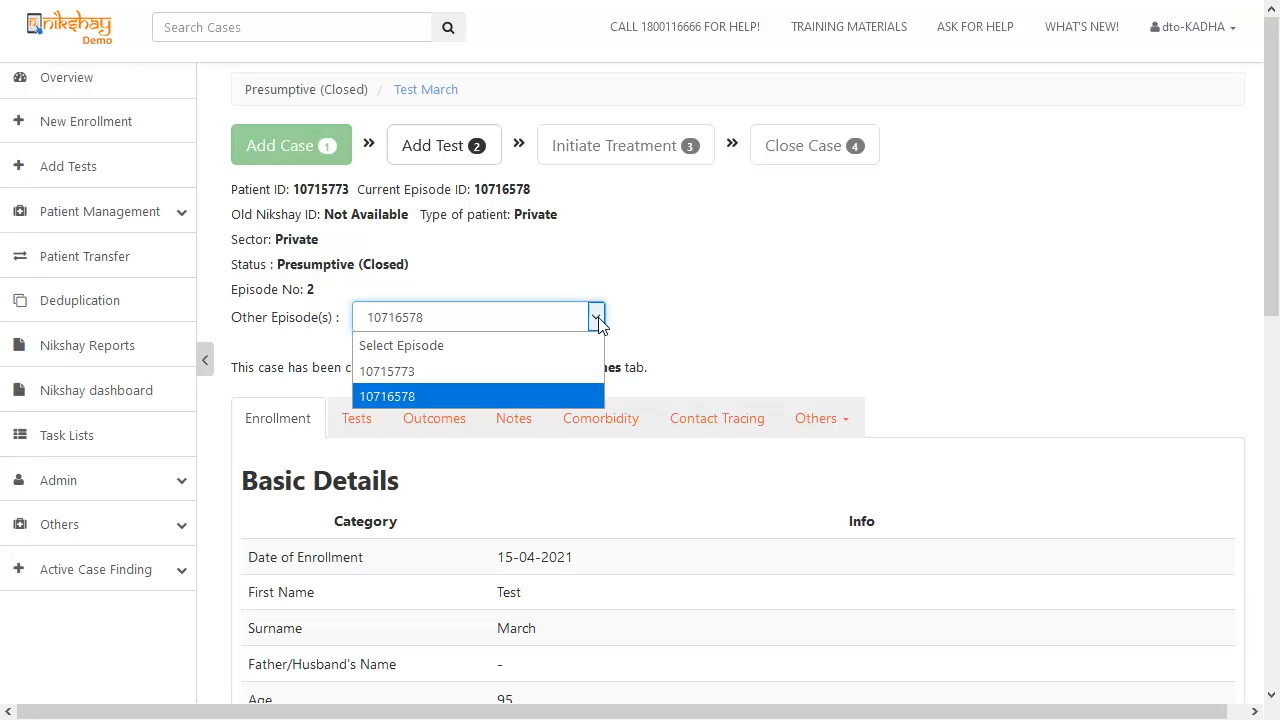 nikshay
Demo
Search Cases
CALL 1800116666 FOR HELP!
TRAINING MATERIALS
ASK FOR HELP
WHAT'S NEW!
dto-KADHA
Overview
New Enrollment
Add Tests
Patient Management
Patient Transfer
Deduplication
Nikshay Reports
Nikshay dashboard
Task Lists
Admin
Others
Active Case Finding
Presumptive (Closed) / Test March
Add Case 1 » Add Test 2 » Initiate Treatment 3 » Close Case 4
Patient ID: 10715773 Current Episode ID: 10716578
Old Nikshay ID: Not Available Type of patient: Private
Sector: Private
Status : Presumptive (Closed)
Episode No: 2
Other Episode(s) : 10716578
Select Episode
10715773
10716578
This case has been tab.
Enrollment Tests Outcomes Notes Comorbidity Contact Tracing Others
Basic Details
Category Info
Date of Enrollment 15-04-2021
First Name Test
Surname March
Father/Husband's Name -
Age 95